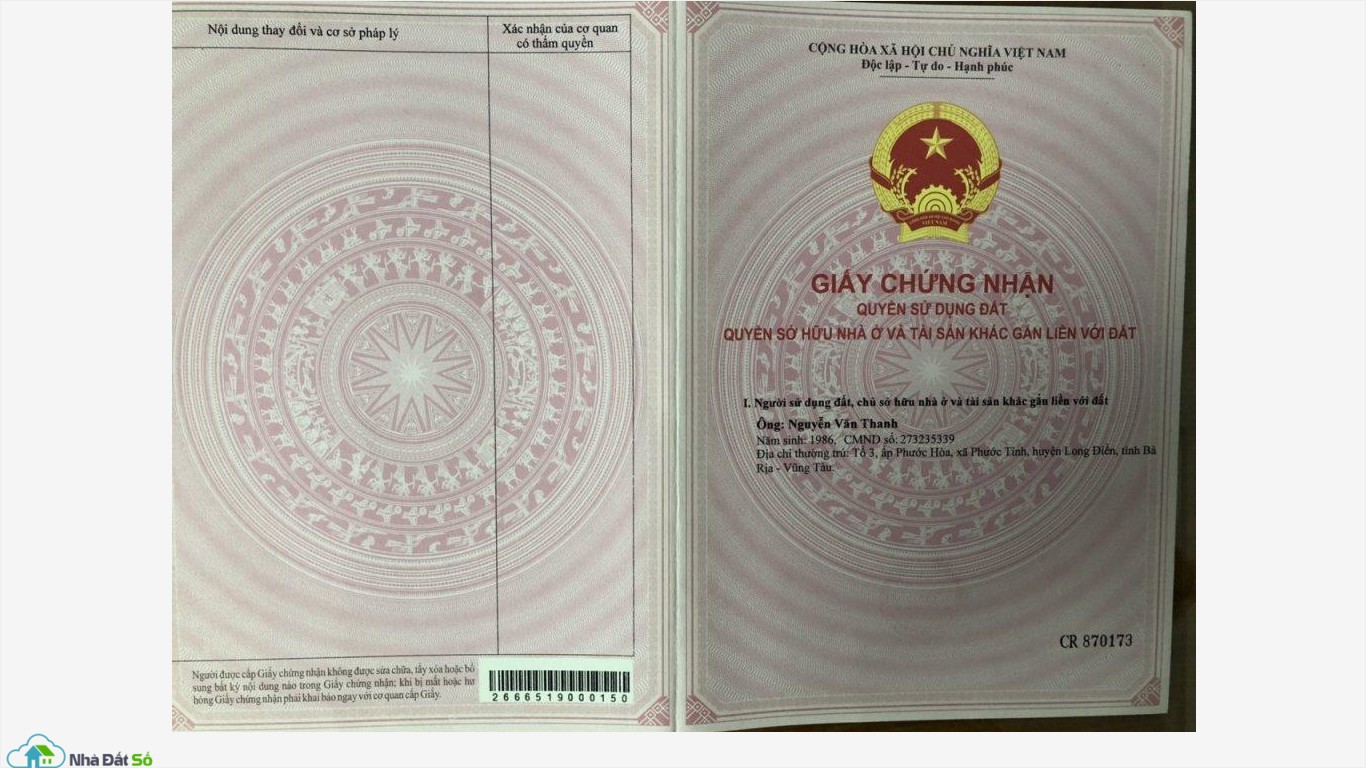 Nội dung thay đổi và cơ sở pháp lý
Xác nhận của cơ quan
có thẩm quyền
Người được cấp Giấy chứng nhận không được sửa chữa, tẩy xóa hoặc bổ
sung bất kỳ nội dung nào trong Giấy chứng nhận; khi bị mất hoặc hư
hỏng Giấy chứng nhận phải khai báo ngay với cơ quan cấp Giấy.
2666519000150
CỘNG HÒA XÃ HỘI CHỦ NGHĨA VIỆT NAM
Độc lập - Tự do - Hạnh phúc
VIỆT NAM
GIẤY CHỨNG NHẬN
QUYỀN SỬ DỤNG ĐẤT
QUYỀN SỞ HỮU NHÀ Ở VÀ TÀI SẢN KHÁC GẮN LIỀN VỚI ĐẤT
I. Người sử dụng đất, chủ sở hữu nhà ở và tài sản khác gắn liền với đất
Ông: Nguyễn Văn Thanh
Năm sinh: 1986, CMND số: 273235339
Địa chỉ thường trú: Tổ 3, ấp Phước Hòa, xã Phước Tỉnh, huyện Long Điền, tỉnh Bà
Rịa - Vũng Tàu.
CR 870173
Nhà Đất Số